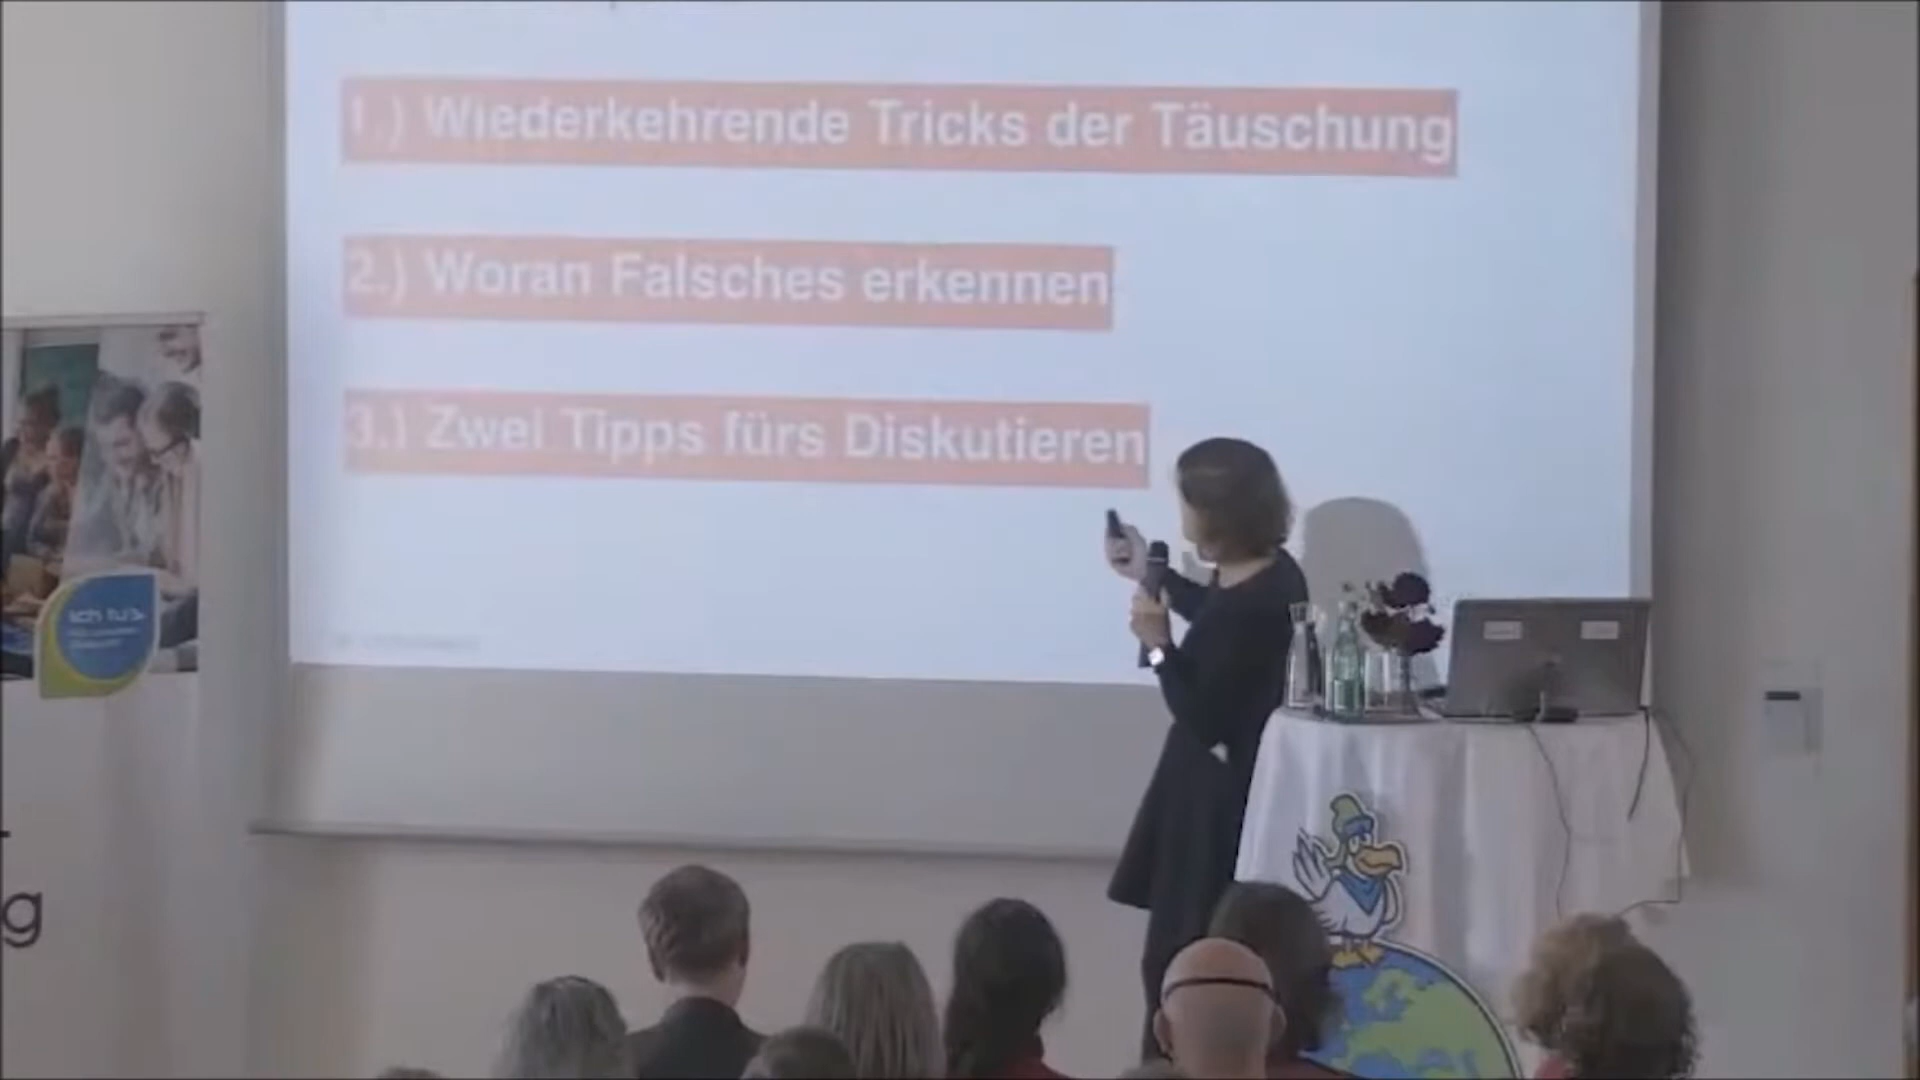 1.) Wiederkehrende Tricks der Täuschung
2.) Woran Falsches erkennen
3.) Zwei Tipps fürs Diskutieren
ich tu's
g